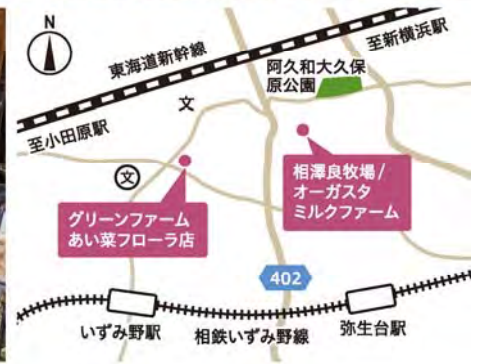 N
東海道新幹線
至新横浜駅
阿久和大久保
原公園
文
至小田原駅
文
相澤良牧場/
オーガスタ
ミルクファーム
グリーンファーム
あい菜フローラ店
402
いずみ野駅
相鉄いずみ野線
弥生台駅